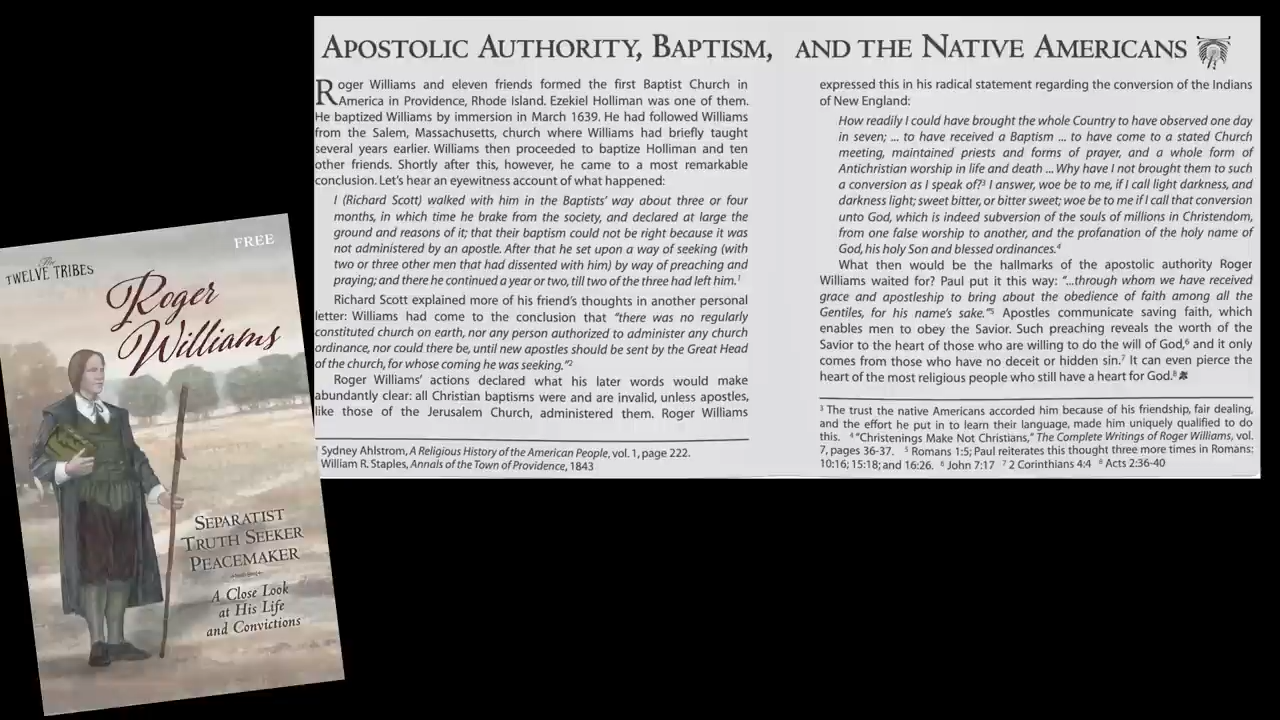 APOSTOLIC AUTHORITY, BAPTISM, AND THE NATIVE AMERICANS
Roger Williams and eleven friends formed the first Baptist Church in
America in Providence, Rhode Island. Ezekiel Holliman was one of them.
He baptized Williams by immersion in March 1639. He had followed Williams
from the Salem, Massachusetts, church where Williams had briefly taught
several years earlier. Williams then proceeded to baptize Holliman and ten
other friends. Shortly after this, however, he came to a most remarkable
conclusion. Let's hear an eyewitness account of what happened:
I (Richard Scott) walked with him in the Baptists' way about three or four
months, in which time he brake from the society, and declared at large the
ground and reasons of it; that their baptism could not be right because it was
not administered by an apostle. After that he set upon a way of seeking (with
two or three other men that had dissented with him) by way of preaching and
praying; and there he continued a year or two, till two of the three had left him.¹
Richard Scott explained more of his friend's thoughts in another personal
letter: Williams had come to the conclusion that "there was no regularly
constituted church on earth, nor any person authorized to administer any church
ordinance, nor could there be, until new apostles should be sent by the Great Head
of the church, for whose coming he was seeking."²
Roger Williams' actions declared what his later words would make
abundantly clear: all Christian baptisms were and are invalid, unless apostles,
like those of the Jerusalem Church, administered them. Roger Williams
¹ Sydney Ahlstrom, A Religious History of the American People, vol. 1, page 222.
William R. Staples, Annals of the Town of Providence, 1843
expressed this in his radical statement regarding the conversion of the Indians
of New England:
How readily I could have brought the whole Country to have observed one day
in seven; ... to have received a Baptism ... to have come to a stated Church
meeting, maintained priests and forms of prayer, and a whole form of
Antichristian worship in life and death ... Why have I not brought them to such
a conversion as I speak of?³ I answer, woe be to me, if I call light darkness, and
darkness light; sweet bitter, or bitter sweet; woe be to me if I call that conversion
unto God, which is indeed subversion of the souls of millions in Christendom,
from one false worship to another, and the profanation of the holy name of
God, his holy Son and blessed ordinances.⁴
What then would be the hallmarks of the apostolic authority Roger
Williams waited for? Paul put it this way: "...through whom we have received
grace and apostleship to bring about the obedience of faith among all the
Gentiles, for his name's sake."⁵ Apostles communicate saving faith, which
enables men to obey the Savior. Such preaching reveals the worth of the
Savior to the heart of those who are willing to do the will of God,⁶ and it only
comes from those who have no deceit or hidden sin.⁷ It can even pierce the
heart of the most religious people who still have a heart for God.⁸
³ The trust the native Americans accorded him because of his friendship, fair dealing,
and the effort he put in to learn their language, made him uniquely qualified to do
this. ⁴ "Christenings Make Not Christians," The Complete Writings of Roger Williams, vol.
7, pages 36-37. ⁵ Romans 1:5; Paul reiterates this thought three more times in Romans:
10:16; 15:18; and 16:26. ⁶ John 7:17 ⁷ 2 Corinthians 4:4 ⁸ Acts 2:36-40
FREE
The
TWELVE TRIBES
Roger
Williams
SEPARATIST
TRUTH SEEKER
PEACEMAKER
A Close Look
at His Life
and Convictions